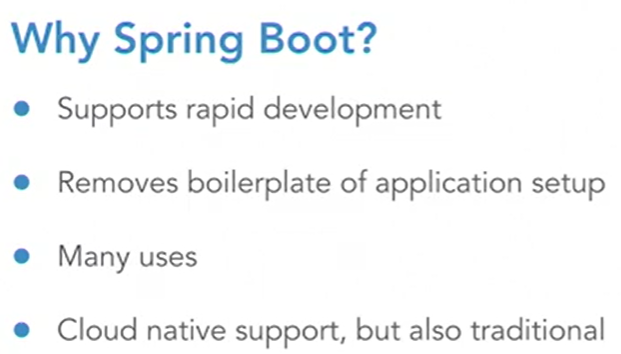 Why Spring Boot?
Supports rapid development
Removes boilerplate of application setup
Many uses
Cloud native support, but also traditional